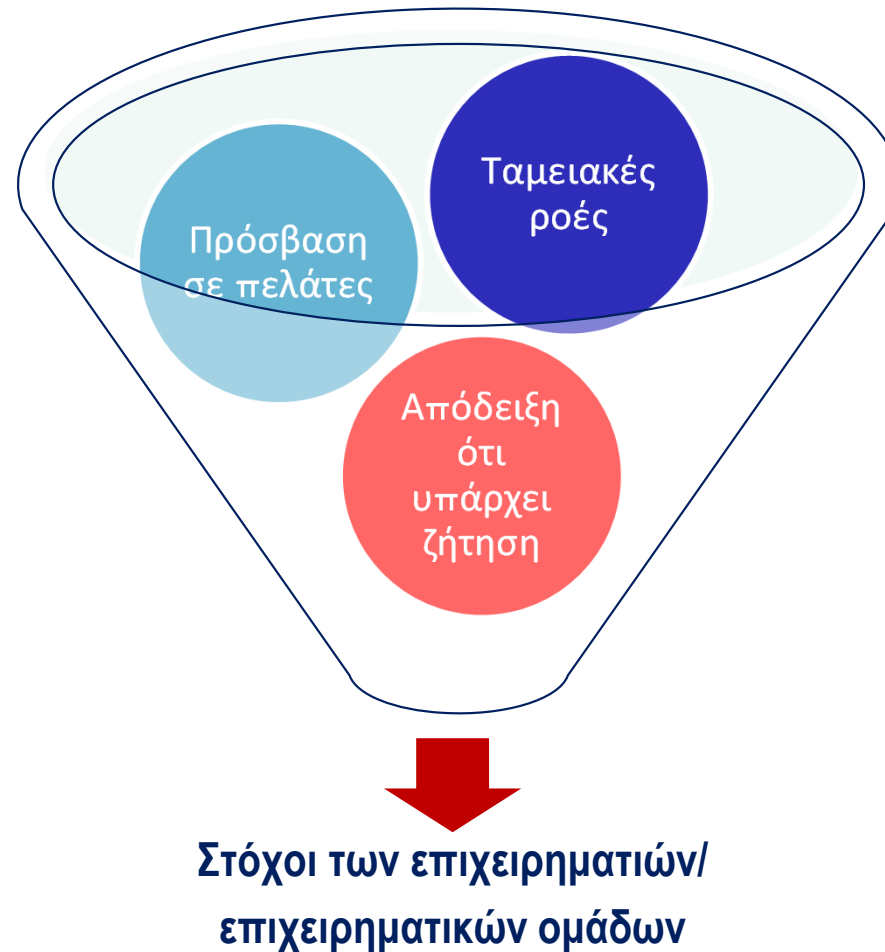 Ταμειακές
ροές
Πρόσβαση
σε πελάτες
Απόδειξη
ότι
υπάρχει
ζήτηση
Στόχοι των επιχειρηματιών/
επιχειρηματικών ομάδων